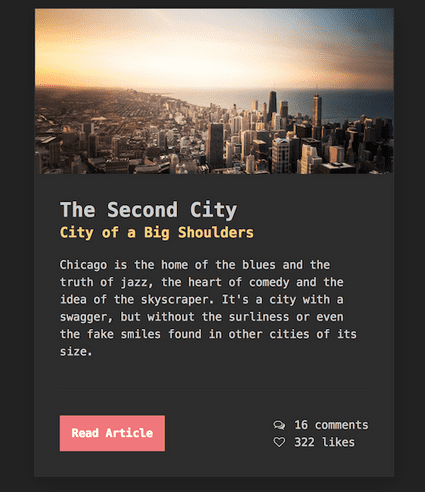 The Second City
City of a Big Shoulders
Chicago is the home of the blues and the
truth of jazz, the heart of comedy and the
idea of the skyscraper. It's a city with a
swagger, but without the surliness or even
the fake smiles found in other cities of its
size.
Read Article
16 comments
322 likes